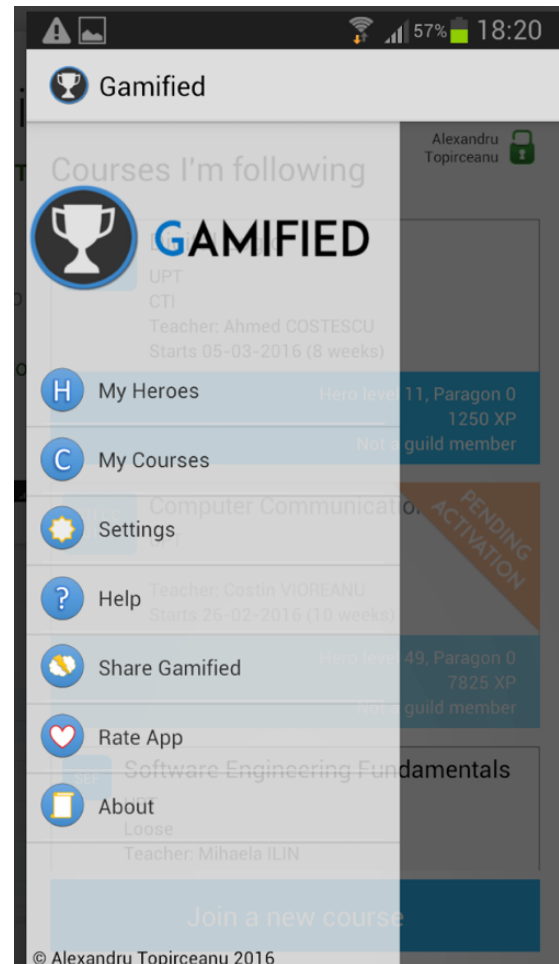 57% 18:20
Gamified
Alexandru
Topirceanu
Courses I'm following
GAMIFIED
UPT
CTI
Teacher: Ahmed COSTESCU
Starts 05-03-2016 (8 weeks)
My Heroes
Hero level 11, Paragon 0
1250 XP
Not a guild member
C
My Courses
H
Computer Communicatio
PENDING
ACTIVATION
Settings
UPT
?
Help
Teacher: Costin VIOREANU
Starts 26-02-2016 (10 weeks)
Share Gamified
Hero level 49, Paragon 0
7825 XP
Not a guild member
Rate App
Software Engineering Fundamentals
About
Loose
Teacher: Mihaela ILIN
Join a new course
© Alexandru Topirceanu 2016